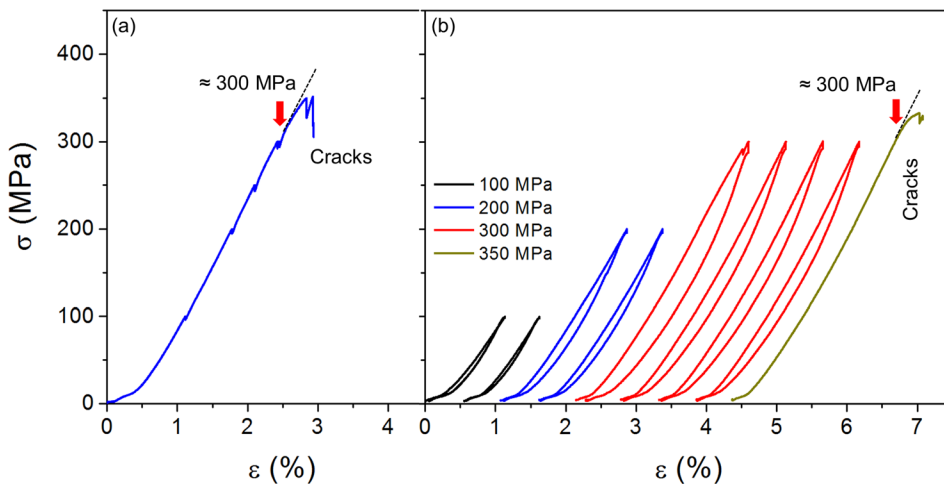 (a)
(b)
400
300
200
100
0
σ (MPa)
≈ 300 MPa
Cracks
≈ 300 MPa
Cracks
100 MPa
200 MPa
300 MPa
350 MPa
0 1 2 3 4
0 1 2 3 4 5 6 7
ε (%)
ε (%)